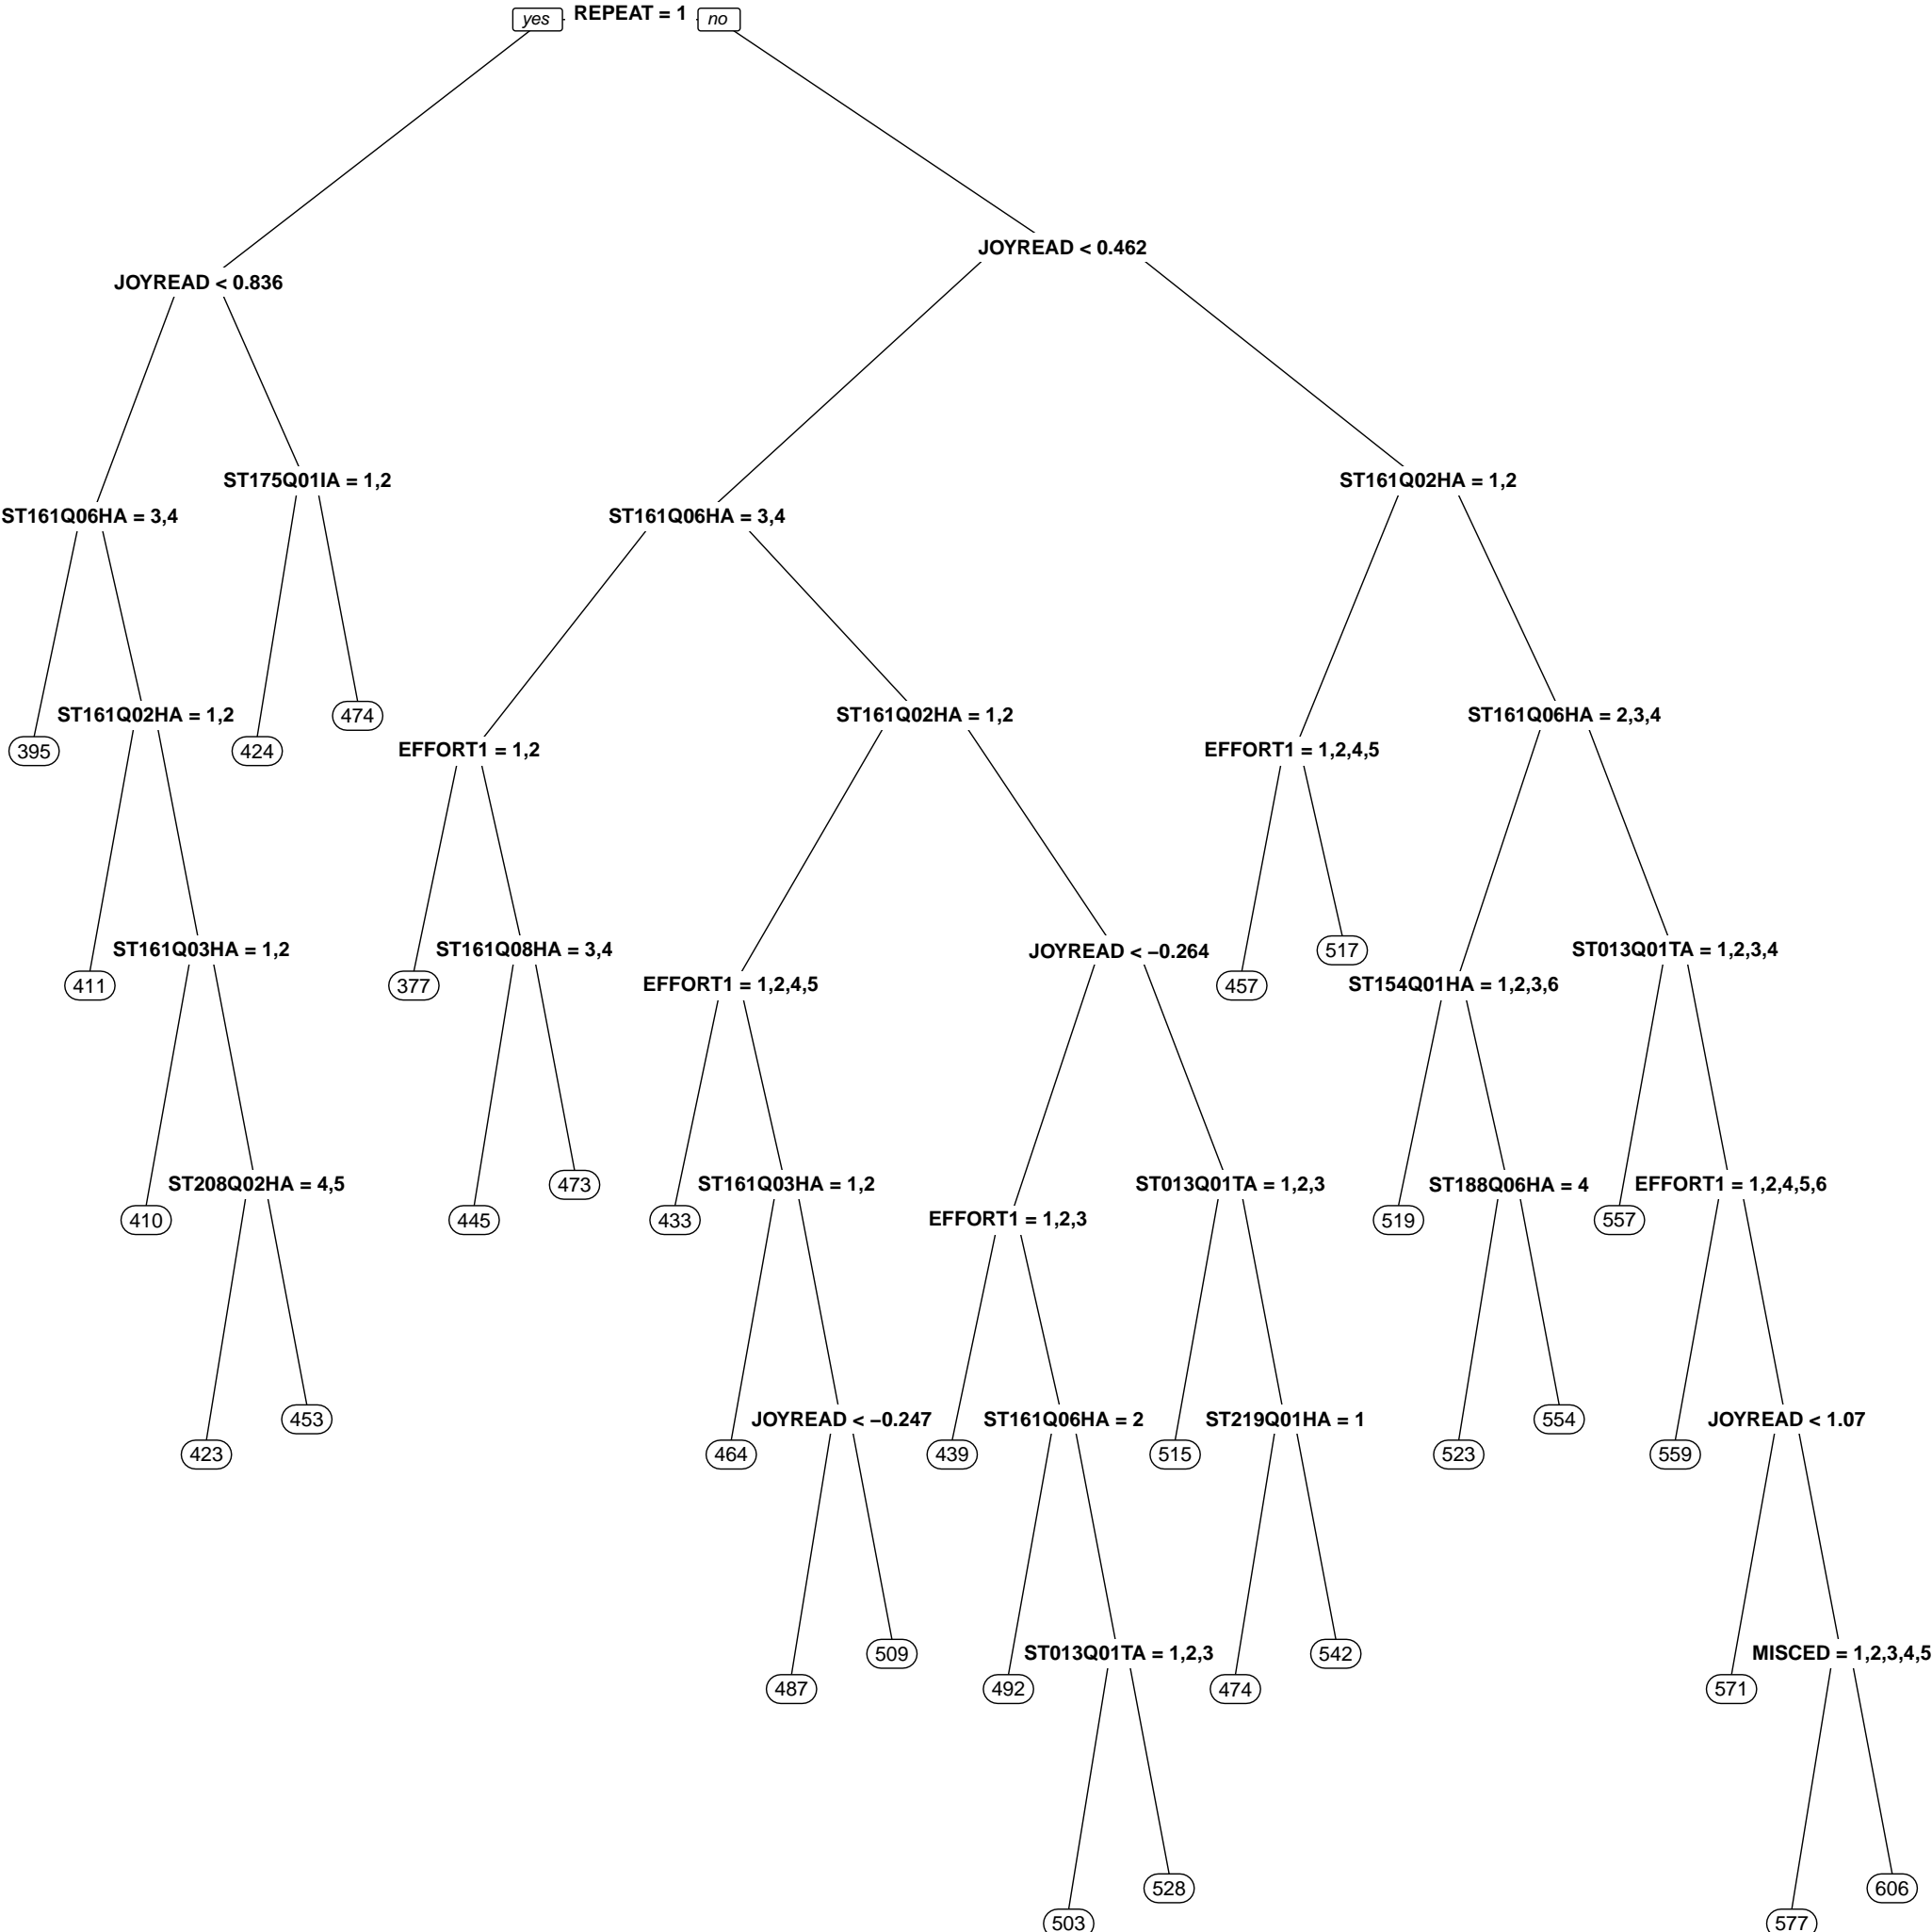 yes REPEAT = 1 no
JOYREAD < 0.462
JOYREAD < 0.836
ST175Q01IA = 1,2
ST161Q02HA = 1,2
ST161Q06HA = 3,4
ST161Q06HA = 3,4
ST161Q02HA = 1,2
474
ST161Q02HA = 1,2
ST161Q06HA = 2,3,4
395
424
EFFORT1 = 1,2
EFFORT1 = 1,2,4,5
ST161Q03HA = 1,2
ST161Q08HA = 3,4
JOYREAD < −0.264
517
ST013Q01TA = 1,2,3,4
411
377
EFFORT1 = 1,2,4,5
457
ST154Q01HA = 1,2,3,6
ST208Q02HA = 4,5
473
ST161Q03HA = 1,2
ST013Q01TA = 1,2,3
ST188Q06HA = 4
EFFORT1 = 1,2,4,5,6
410
445
433
EFFORT1 = 1,2,3
519
557
453
JOYREAD < −0.247
ST161Q06HA = 2
ST219Q01HA = 1
554
JOYREAD < 1.07
423
464
439
515
523
559
509
ST013Q01TA = 1,2,3
542
MISCED = 1,2,3,4,5
487
492
474
571
528
606
503
577